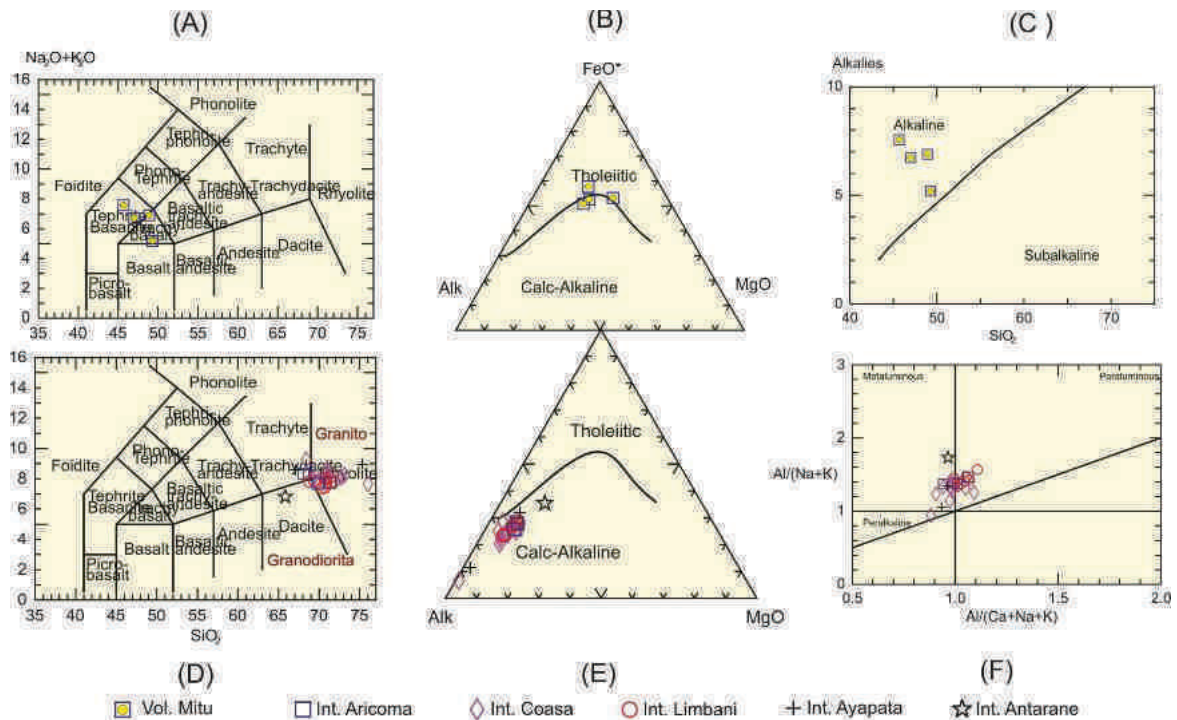 (A)
(B)
(C )
Na2O+K2O
16
14
12
10
8
6
4
2
0
35
41
45
50
55
60
65
70
75
Phonolite
Tephri-
phonolite
Trachyte
Foidite
Phono-
Tephrite
Trachy-
andesite
Trachydacite
Rhyolite
Tephrite
Basanite
Basaltic
trachy-
andesite
Trachy-
basalt
Basalt
Basaltic
andesite
Andesite
Dacite
Picro-
basalt
FeO*
Tholeiitic
Alk
Calc-Alkaline
MgO
Alkalies
10
5
0
Alkaline
Subalkaline
50
60
70
SiO2
16
14
12
10
8
6
4
2
0
Phonolite
Tephri-
phonolite
Trachyte
Granito
Foidite
Phono-
Tephrite
Trachy-
andesite
Trachydacite
Rhyolite
Tephrite
Basanite
Basaltic
trachy-
andesite
Trachy-
basalt
Basalt
Basaltic
andesite
Andesite
Dacite
Granodiorita
Picro-
basalt
35
41
45
50
55
60
65
70
75
SiO2
Tholeiitic
Calc-Alkaline
Alk
MgO
3
2
1
0
Metaluminous
Peraluminous
Al/(Na+K)
Peralkaline
0.5
1.0
1.5
2.0
Al/(Ca+Na+K)
(D)
(E)
(F)
Vol. Mitu
Int. Aricoma
Int. Coasa
Int. Limbani
Int. Ayapata
Int. Antarane